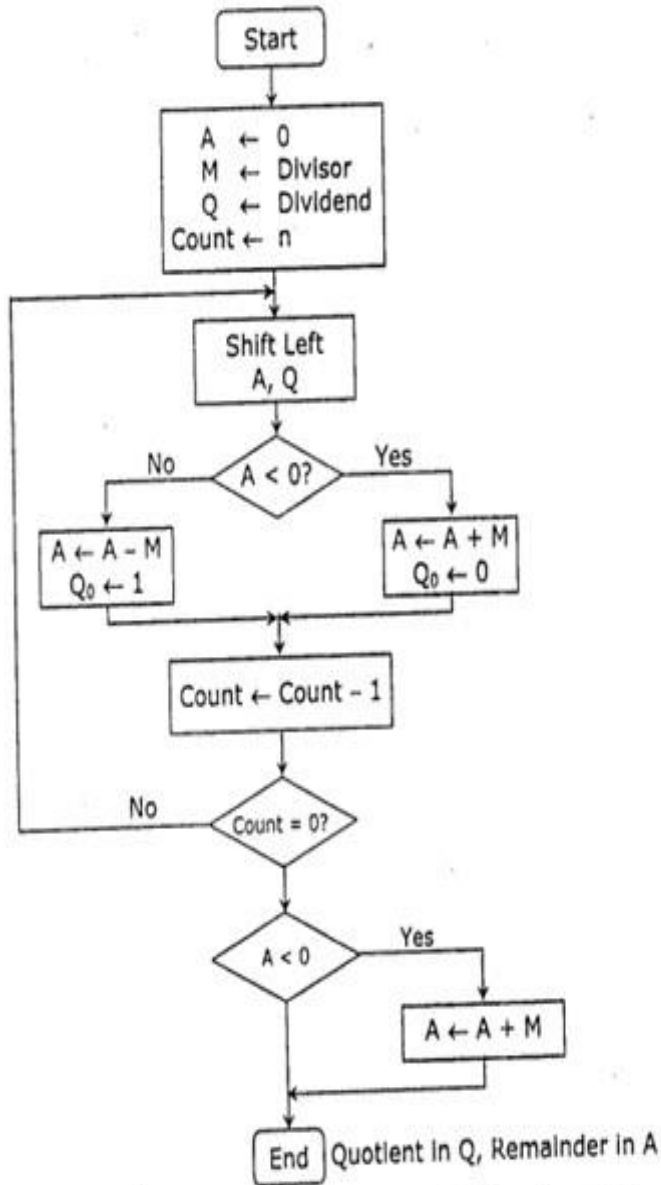 Start
A ← 0
M ← Divisor
Q ← Dividend
Count ← n
Shift Left
A, Q
No
A < 0?
Yes
A ← A – M
Q₀ ← 1
A ← A + M
Q₀ ← 0
Count ← Count – 1
No
Count = 0?
A < 0
Yes
A ← A + M
End
Quotient in Q, Remainder in A